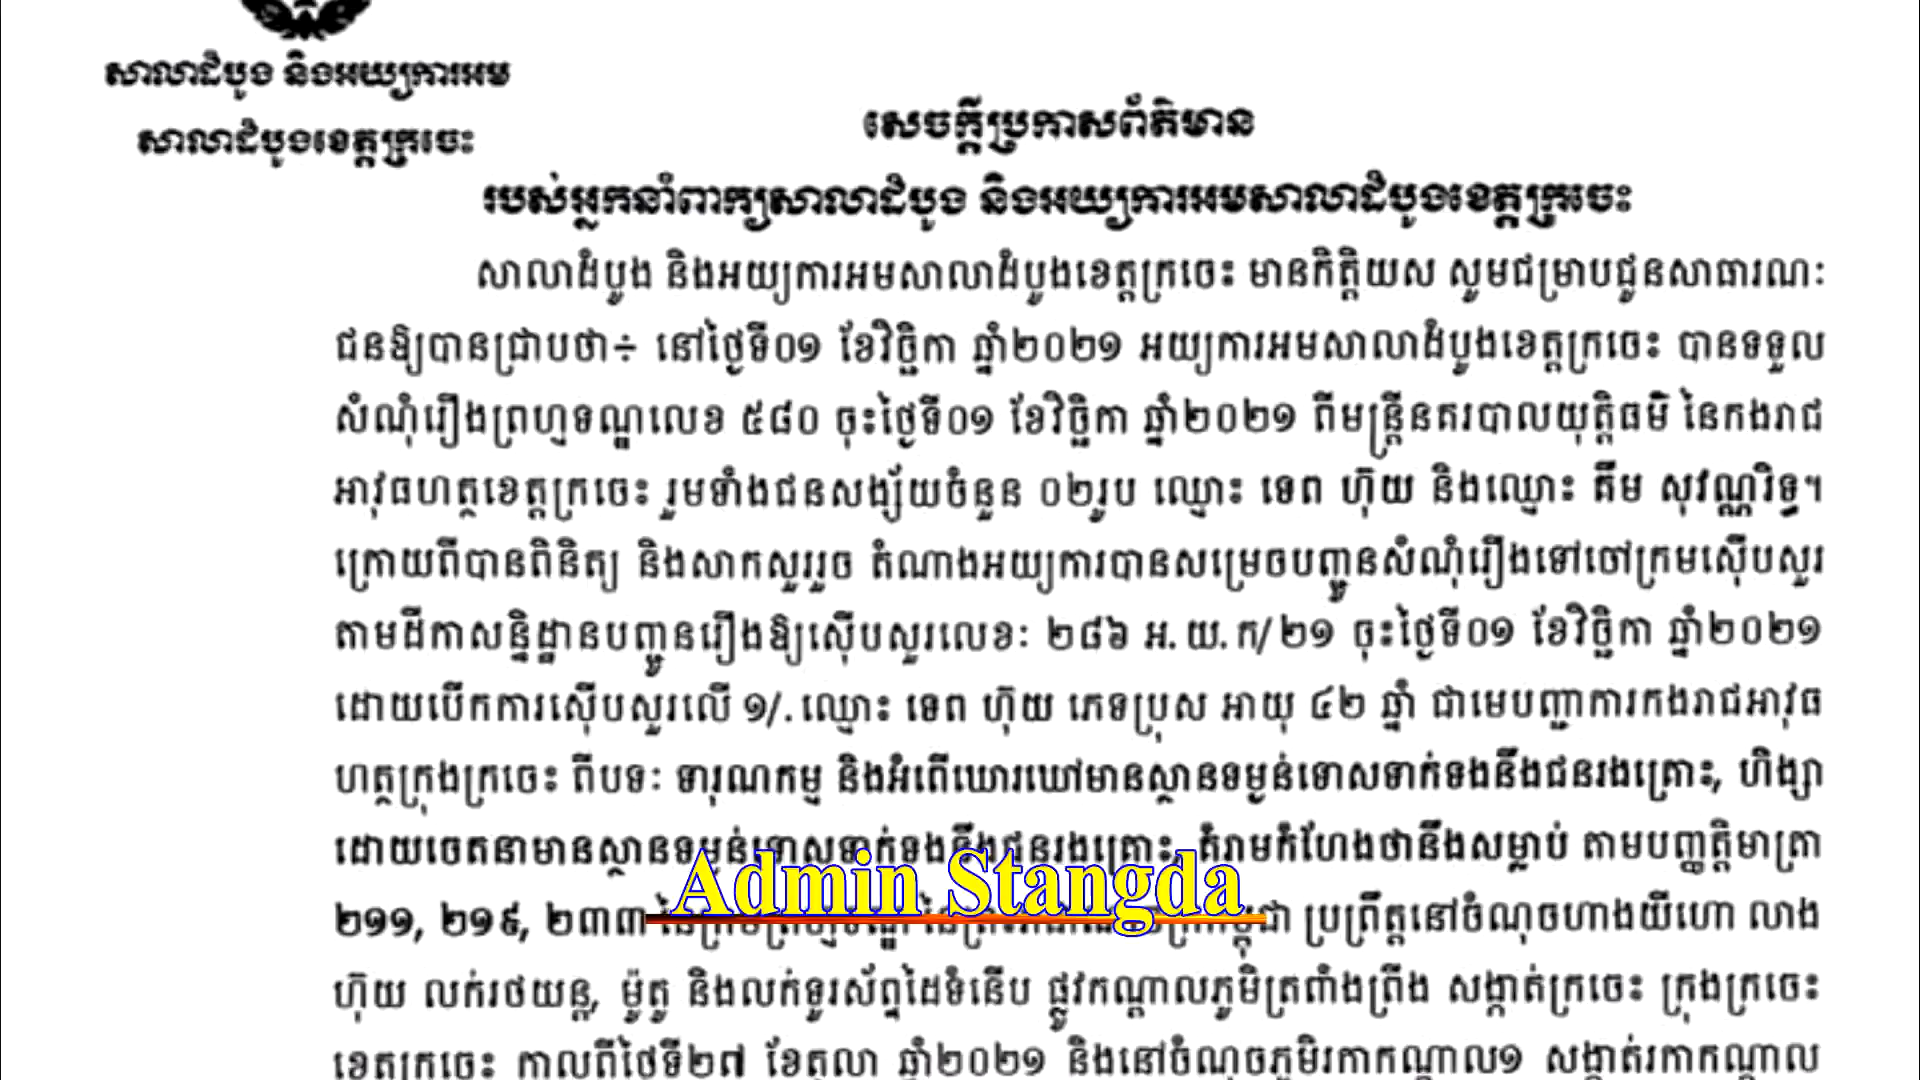 សាលាដំបូង និងអយ្យការអម
សាលាដំបូងខេត្តក្រចេះ
សេចក្តីប្រកាសព័ត៌មាន
របស់អ្នកនាំពាក្យសាលាដំបូង និងអយ្យការអមសាលាដំបូងខេត្តក្រចេះ
សាលាដំបូង និងអយ្យការអមសាលាដំបូងខេត្តក្រចេះ មានកិត្តិយស សូមជម្រាបជូនសាធារណៈ
ជនឱ្យបានជ្រាបថា÷ នៅថ្ងៃទី០១ ខែវិច្ឆិកា ឆ្នាំ២០២១ អយ្យការអមសាលាដំបូងខេត្តក្រចេះ បានទទួល
សំណុំរឿងព្រហ្មទណ្ឌលេខ ៥៨០ ចុះថ្ងៃទី០១ ខែវិច្ឆិកា ឆ្នាំ២០២១ ពីមន្ត្រីនគរបាលយុត្តិធម៌ នៃកងរាជ
អាវុធហត្ថខេត្តក្រចេះ រួមទាំងជនសង្ស័យចំនួន ០២រូប ឈ្មោះ ទេព ហ៊ុយ និងឈ្មោះ គឹម សុវណ្ណរិទ្ធ។
ក្រោយពីបានពិនិត្យ និងសាកសួររួច តំណាងអយ្យការបានសម្រេចបញ្ជូនសំណុំរឿងទៅចៅក្រមស៊ើបសួរ
តាមដីកាសន្និដ្ឋានបញ្ជូនរឿងឱ្យស៊ើបសួរលេខៈ ២៨៦ អ.យ.ក/២១ ចុះថ្ងៃទី០១ ខែវិច្ឆិកា ឆ្នាំ២០២១
ដោយបើកការស៊ើបសួរលើ ១/. ឈ្មោះ ទេព ហ៊ុយ ភេទប្រុស អាយុ ៤២ ឆ្នាំ ជាមេបញ្ជាការកងរាជអាវុធ
ហត្ថក្រុងក្រចេះ ពីបទៈ ទារុណកម្ម និងអំពើឃោរឃៅមានស្ថានទម្ងន់ទោសទាក់ទងនឹងជនរងគ្រោះ, ហិង្សា
ដោយចេតនាមានស្ថានទម្ងន់ទោសទាក់ទងនឹងជនរងគ្រោះ, គំរាមកំហែងថានឹងសម្លាប់ តាមបញ្ញត្តិមាត្រា
Admin Stangda
២១១, ២១៩, ២៣៣ នៃក្រមព្រហ្មទណ្ឌ ប្រព្រឹត្តនៅចំណុចហាងយីហោ លាង
ហ៊ុយ លក់រថយន្ត, ម៉ូតូ និងលក់ទូរស័ព្ទដៃទំនើប ផ្លូវកណ្តាលភូមិត្រពាំងព្រីង សង្កាត់ក្រចេះ ក្រុងក្រចេះ
ខេត្តក្រចេះ កាលពីថ្ងៃទី២៧ ខែតុលា ឆ្នាំ២០២១ និងនៅចំណុចភូមិរកាកណ្តាល១ សង្កាត់រកាកណ្តាល